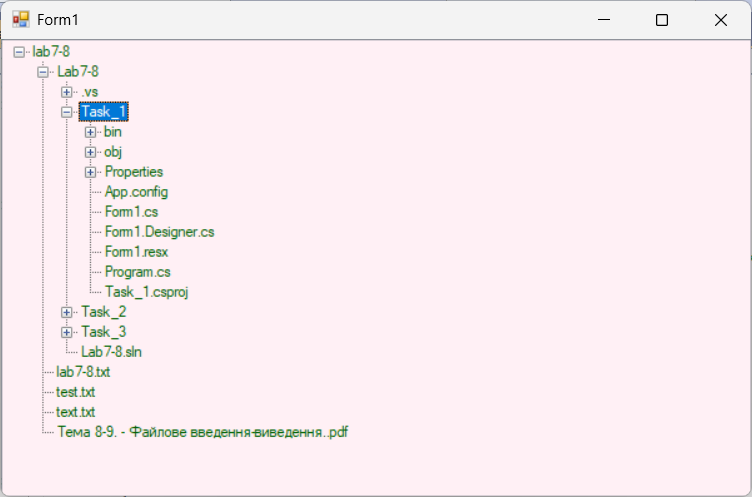 Form1
lab7-8
Lab7-8
.vs
Task_1
bin
obj
Properties
App.config
Form1.cs
Form1.Designer.cs
Form1.resx
Program.cs
Task_1.csproj
Task_2
Task_3
Lab7-8.sln
lab7-8.txt
test.txt
text.txt
Тема 8-9. - Файлове введення-виведення..pdf